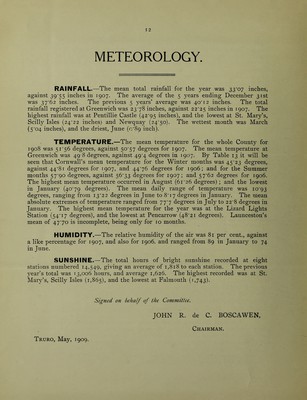 12
METEOROLOGY.
RAINFALL.—The mean total rainfall for the year was 33·07 inches,
against 39·55 inches in 1907. The average of the 5 years ending December 31st
was 37·62 inches. The previous 5 years' average was 40·12 inches. The total
rainfall registered at Greenwich was 23·78 inches, against 22·25 inches in 1907. The
highest rainfall was at Pentillie Castle (42·95 inches), and the lowest at St. Mary's,
Scilly Isles (24·12 inches) and Newquay (24·50). The wettest month was March
(5·04 inches), and the driest, June (0·89 inch).
TEMPERATURE.—The mean temperature for the whole County for
1908 was 51·36 degrees, against 50·57 degrees for 1907. The mean temperature at
Greenwich was 49·8 degrees, against 49·4 degrees in 1907. By Table 13 it will be
seen that Cornwall's mean temperature for the Winter months was 45·23 degrees,
against 44·81 degrees for 1907, and 44·76 degrees for 1906; and for the Summer
months 57·90 degrees, against 56·35 degrees for 1907; and 57·62 degrees for 1906.
The highest mean temperature occurred in August (61·26 degrees); and the lowest
in January (40·79 degrees). The mean daily range of temperature was 10·93
degrees, ranging from 13·22 degrees in June to 8·17 degrees in January. The mean
absolute extremes of temperature ranged from 77·7 degrees in July to 22·8 degrees in
January. The highest mean temperature for the year was at the Lizard Lights
Station (54·17 degrees), and the lowest at Pencarrow (48·21 degrees). Launceston's
mean of 47·70 is incomplete, being only for 10 months.
HUMIDITY.—The relative humidity of the air was 81 per cent., against
a like percentage for 1907, and also for 1906, and ranged from 89 in January to 74
in June.
SUNSHINE.—The total hours of bright sunshine recorded at eight
stations numbered 14,549, giving an average of 1,818 to each station. The previous
year's total was 13,006 hours, and average 1,626. The highest recorded was at St.
Mary's, Scilly Isles (1,865), and the lowest at Falmouth (1,743).
Signed on behalf of the Committee.
JOHN R. de C. BOSCAWEN,
CHAIRMAN.
TRURO, May, 1909.